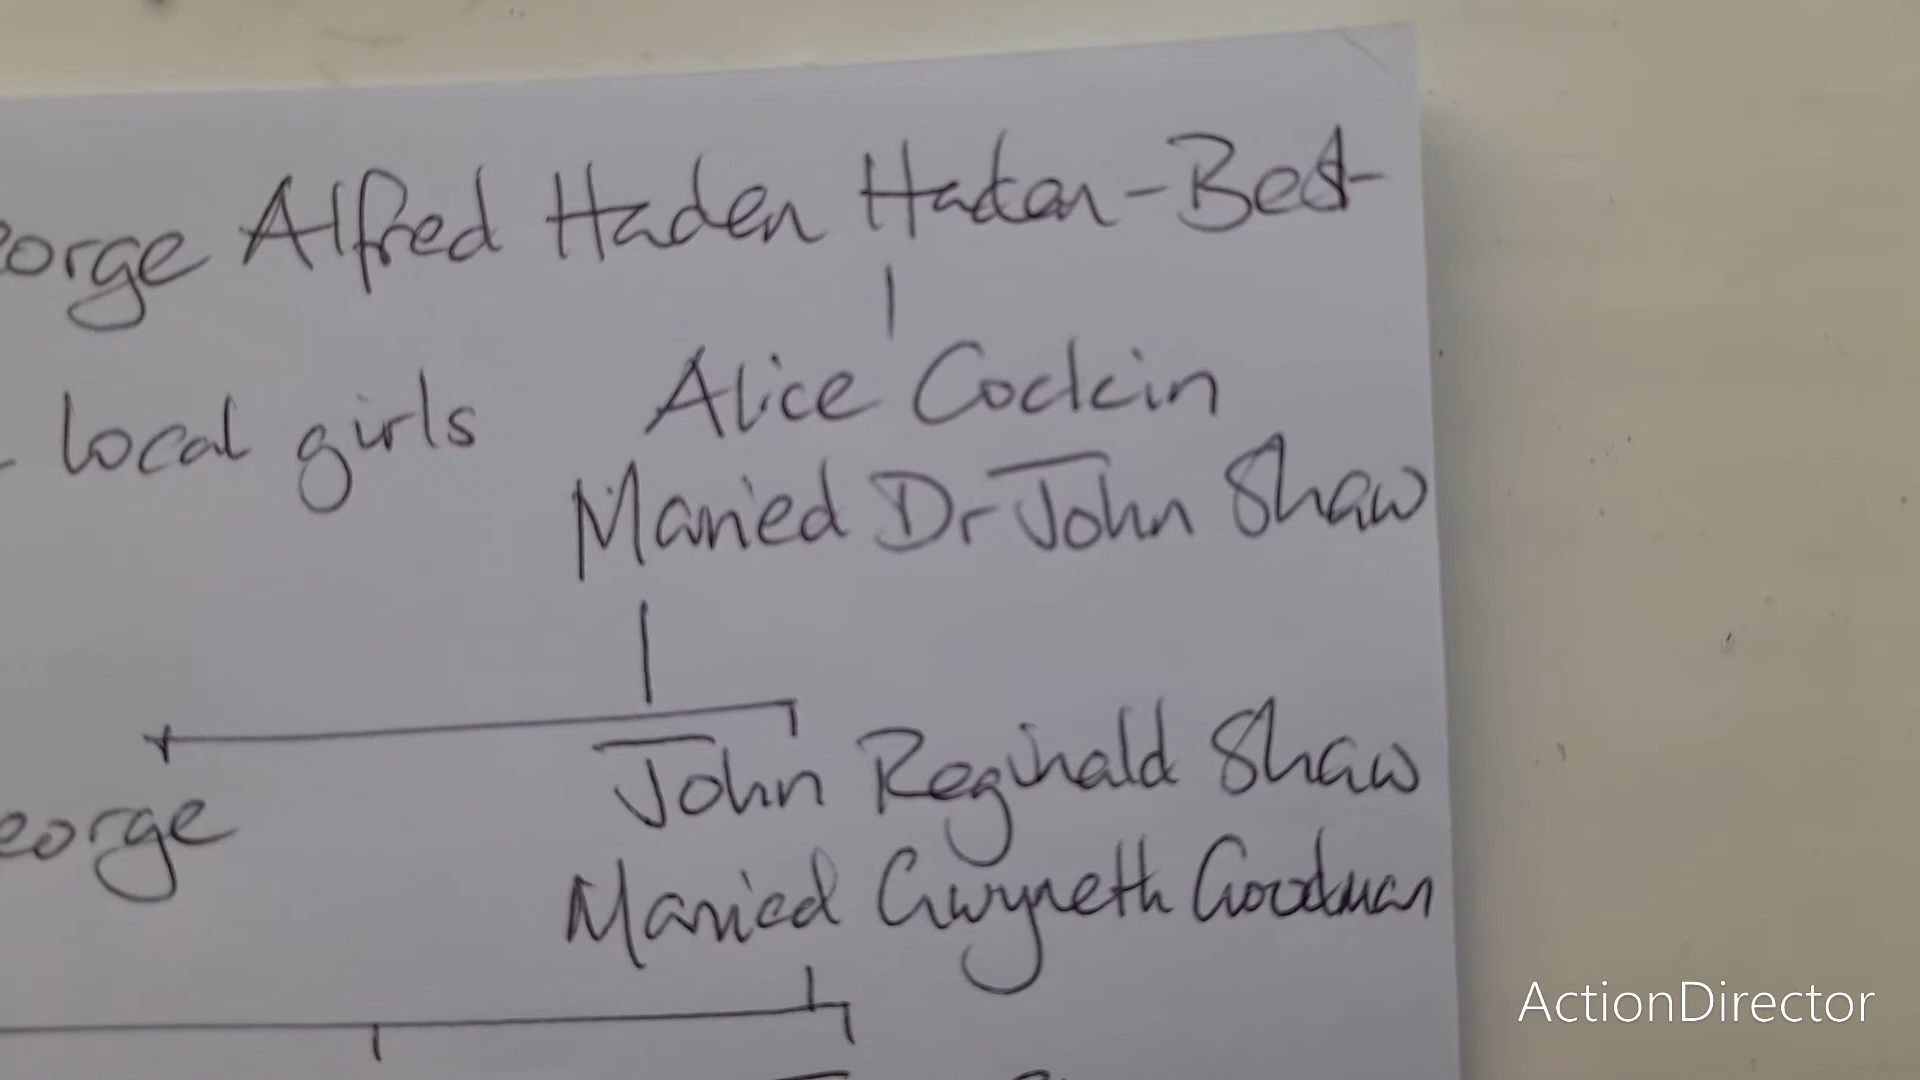 eorge Alfred Haden Haden-Best
local girls Alice Cockin
Married Dr John Shaw
John Reginald Shaw
eorge
Married Gwyneth Goodman
ActionDirector